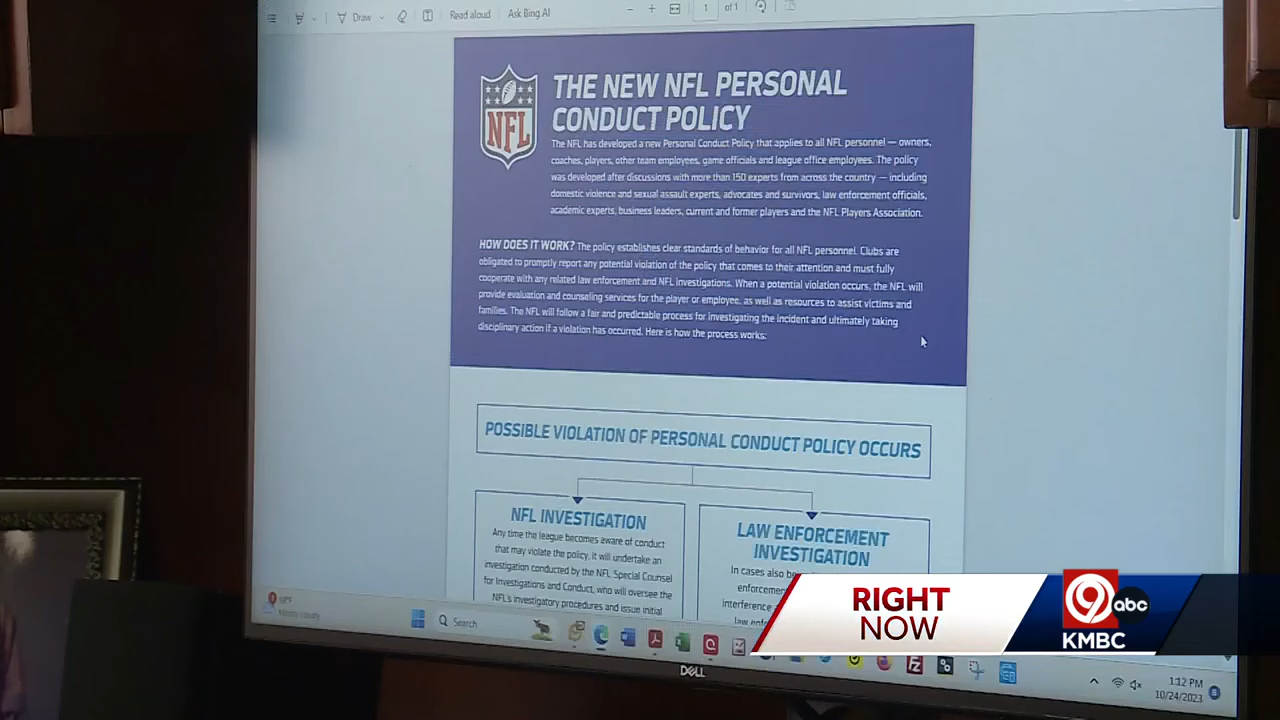 Draw
Read aloud
Ask Bing AI
1
of 1
NFL
THE NEW NFL PERSONAL
CONDUCT POLICY
The NFL has developed a new Personal Conduct Policy that applies to all NFL personnel — owners,
coaches, players, other team employees, game officials and league office employees. The policy
was developed after discussions with more than 150 experts from across the country — including
domestic violence and sexual assault experts, advocates and survivors, law enforcement officials,
academic experts, business leaders, current and former players and the NFL Players Association.
HOW DOES IT WORK? The policy establishes clear standards of behavior for all NFL personnel. Clubs are
obligated to promptly report any potential violation of the policy that comes to their attention and must fully
cooperate with any related law enforcement and NFL investigations. When a potential violation occurs, the NFL will
provide evaluation and counseling services for the player or employee, as well as resources to assist victims and
families. The NFL will follow a fair and predictable process for investigating the incident and ultimately taking
disciplinary action if a violation has occurred. Here is how the process works:
POSSIBLE VIOLATION OF PERSONAL CONDUCT POLICY OCCURS
NFL INVESTIGATION
Any time the league becomes aware of conduct
that may violate the policy, it will undertake an
investigation conducted by the NFL Special Counsel
for Investigations and Conduct, who will oversee the
NFL's investigatory procedures and issue initial
LAW ENFORCEMENT
INVESTIGATION
In cases also
enforcement
interference
RIGHT
NOW
9
abc
KMBC
Mostly cloudy
Search
1:12 PM
10/24/2023
DELL